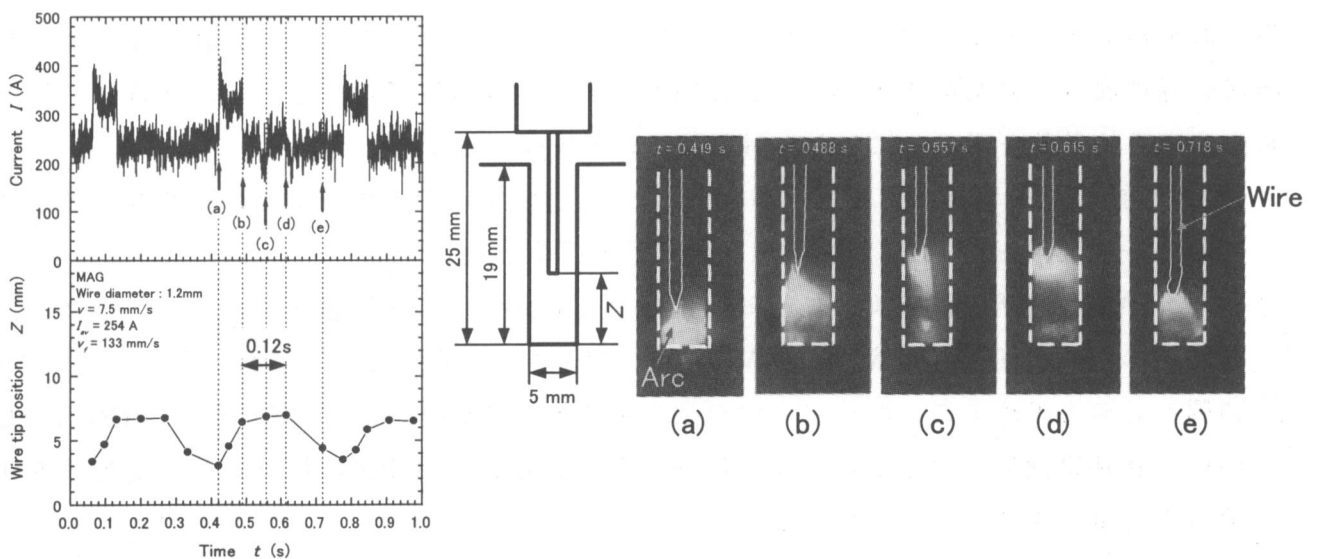 500
400
300
200
100
0
Current I (A)
(a)
(b)
(c)
(d)
(e)
MAG
Wire diameter : 1.2mm
v = 7.5 mm/s
I_av = 254 A
v_f = 133 mm/s
0.12s
15
10
5
0
Wire tip position Z (mm)
0.0 0.1 0.2 0.3 0.4 0.5 0.6 0.7 0.8 0.9 1.0
Time t (s)
25 mm
19 mm
Z
5 mm
t = 0.419 s
t = 0.488 s
t = 0.557 s
t = 0.615 s
t = 0.718 s
Wire
Arc
(a) (b) (c) (d) (e)